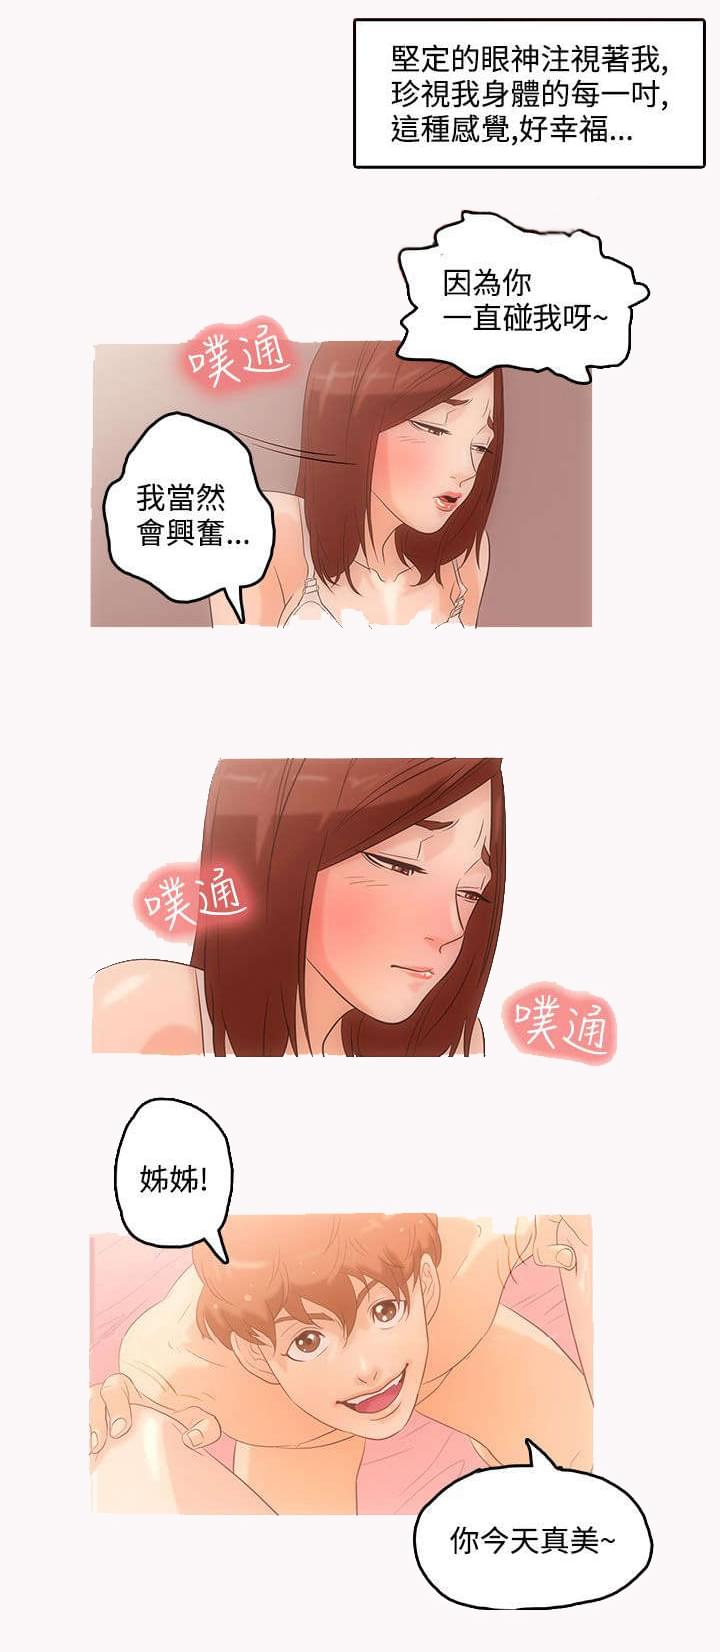 堅定的眼神注視著我,
珍視我身體的每一吋,
這種感覺,好幸福...
因為你
一直碰我呀~
噗通
我當然
會興奮...
噗通
噗通
姊姊!
你今天真美~